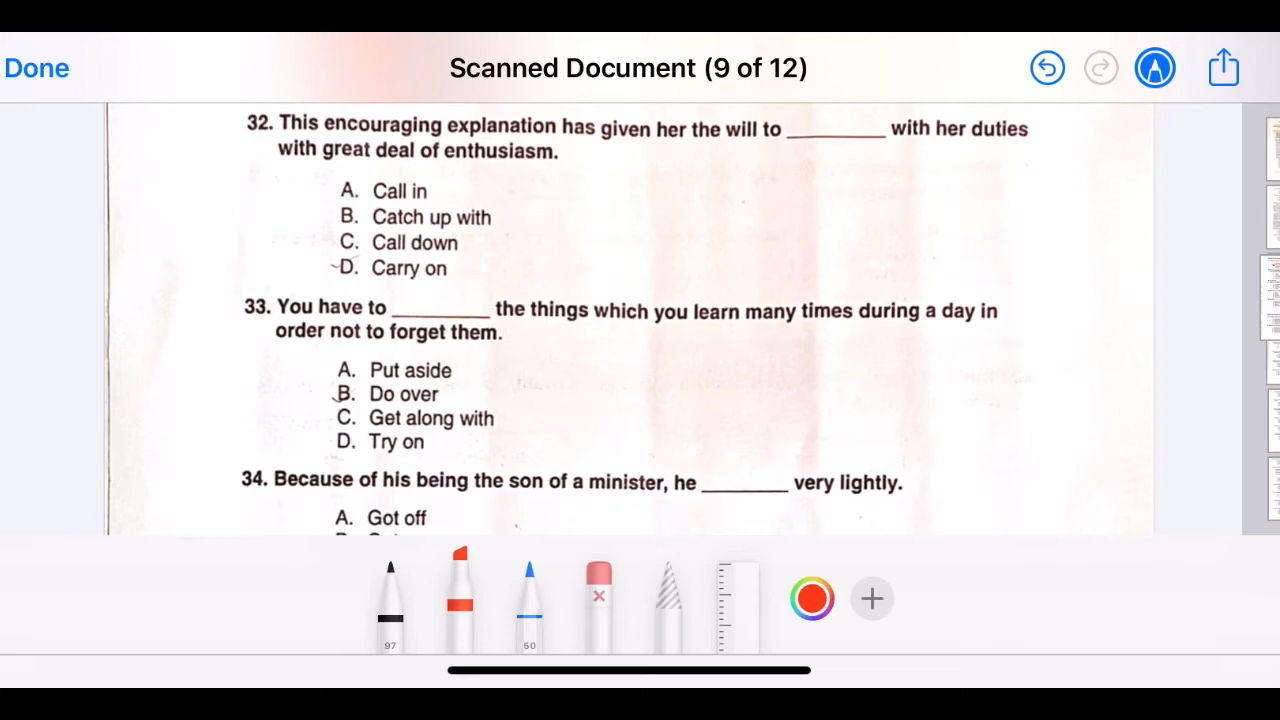 Done
Scanned Document (9 of 12)
32. This encouraging explanation has given her the will to _________ with her duties
with great deal of enthusiasm.
A. Call in
B. Catch up with
C. Call down
D. Carry on
33. You have to _________ the things which you learn many times during a day in
order not to forget them.
A. Put aside
B. Do over
C. Get along with
D. Try on
34. Because of his being the son of a minister, he ________ very lightly.
A. Got off
97
50